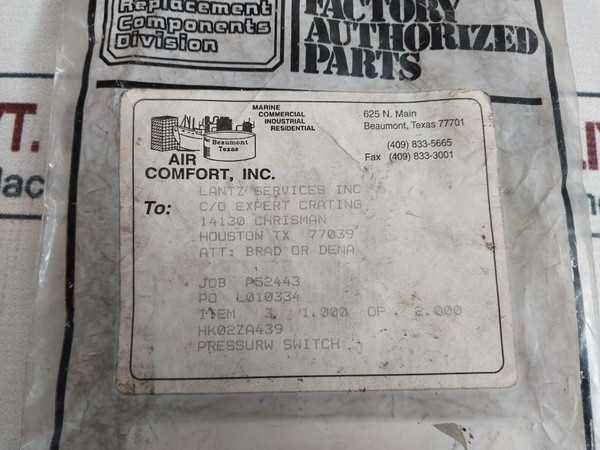 Replacement
Components
Division
FACTORY
AUTHORIZED
PARTS
MARINE
COMMERCIAL
INDUSTRIAL
RESIDENTIAL
Beaumont
Texas
AIR
COMFORT, INC.
625 N. Main
Beaumont, Texas 77701
(409) 833-5665
Fax (409) 833-3001
To:
LANTZ SERVICES INC
C/O EXPERT CRATING
14130 CHRISMAN
HOUSTON TX 77039
ATT: BRAD OR DENA
JOB P52443
PO L010334
ITEM 3 1.000 OF 2.000
HK02ZA439
PRESSURW SWITCH